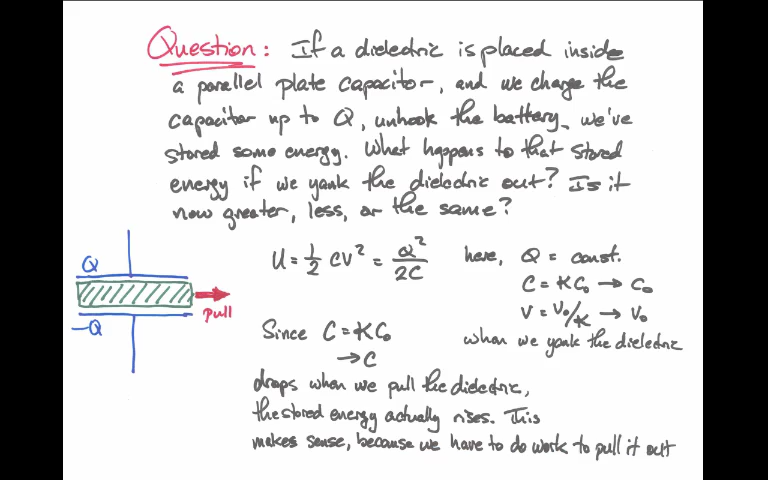 Question: If a dielectric is placed inside
a parallel plate capacitor, and we charge the
capacitor up to Q, unhook the battery, we've
stored some energy. What happens to that stored
energy if we yank the dielectric out? Is it
now greater, less, or the same?
Q
-Q
pull
U = 1/2 CV² = Q²/2C
here, Q = const.
C = KC₀ → C₀
V = V₀/K → V₀
when we yank the dielectric
Since C = KC₀
→ C
drops when we pull the dielectric,
the stored energy actually rises. This
makes sense, because we have to do work to pull it out